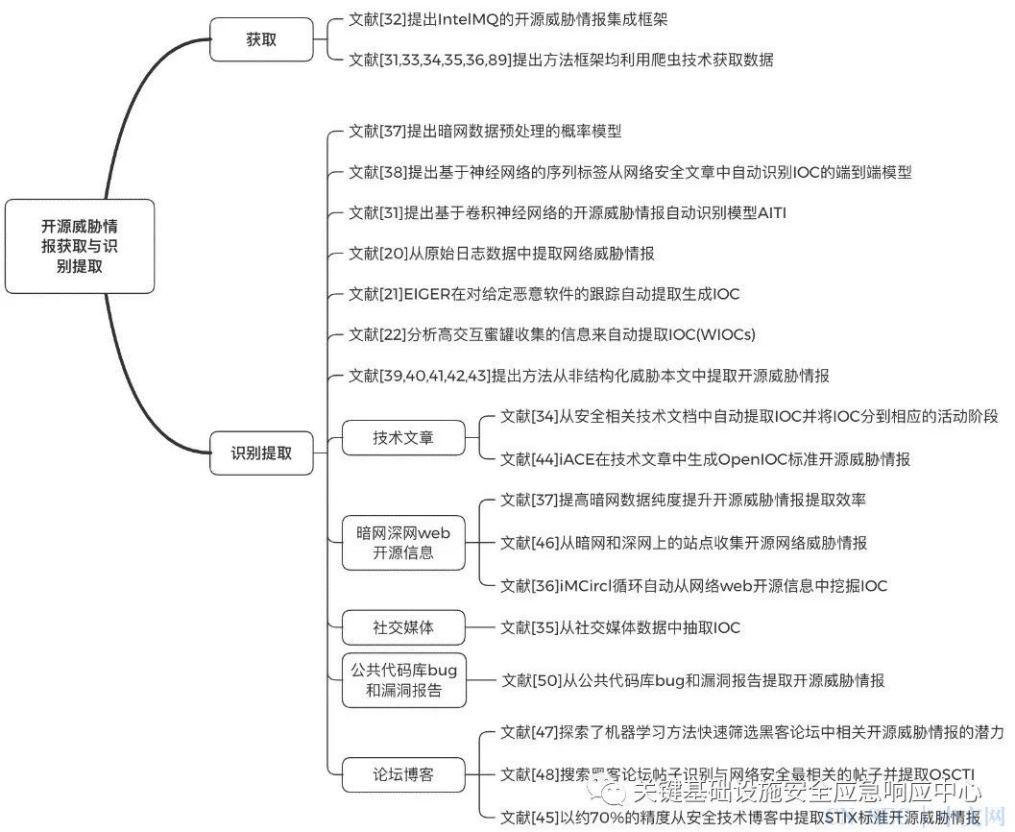 文献[32]提出IntelMQ的开源威胁情报集成框架
获取
文献[31,33,34,35,36,89]提出方法框架均利用爬虫技术获取数据
开源威胁情
报获取与识
别提取
识别提取
文献[37]提出暗网数据预处理的概率模型
文献[38]提出基于神经网络的序列标签从网络安全文章中自动识别IOC的端到端模型
文献[31]提出基于卷积神经网络的开源威胁情报自动识别模型AITI
文献[20]从原始日志数据中提取网络威胁情报
文献[21]EIGER在对给定恶意软件的跟踪自动提取生成IOC
文献[22]分析高交互蜜罐收集的信息来自动提取IOC(WIOCs)
文献[39,40,41,42,43]提出方法从非结构化威胁本文中提取开源威胁情报
技术文章
文献[34]从安全相关技术文档中自动提取IOC并将IOC分到相应的活动阶段
文献[44]iACE在技术文章中生成OpenIOC标准开源威胁情报
暗网深网web
开源信息
文献[37]提高暗网数据纯度提升开源威胁情报提取效率
文献[46]从暗网和深网上的站点收集开源网络威胁情报
文献[36]iMCircl循环自动从网络web开源信息中挖掘IOC
社交媒体
文献[35]从社交媒体数据中抽取IOC
公共代码库bug
和漏洞报告
文献[50]从公共代码库bug和漏洞报告提取开源威胁情报
论坛博客
文献[47]探索了机器学习方法快速筛选黑客论坛中相关开源威胁情报的潜力
文献[48]搜索黑客论坛帖子识别与网络安全最相关的帖子并提取OSCTI
文献[45]以约70%的精度从安全技术博客中提取STIX标准开源威胁情报
关键基础设施安全应急响应中心